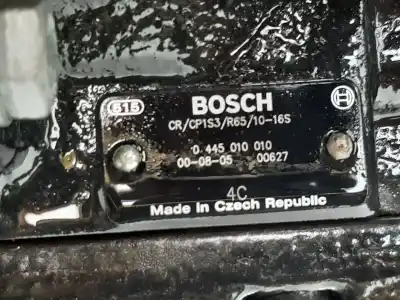 615 BOSCH
CR/CP1S3/R65/10-16S
0 445 010 010
00-08-05 00627
4C
Made in Czech Republic